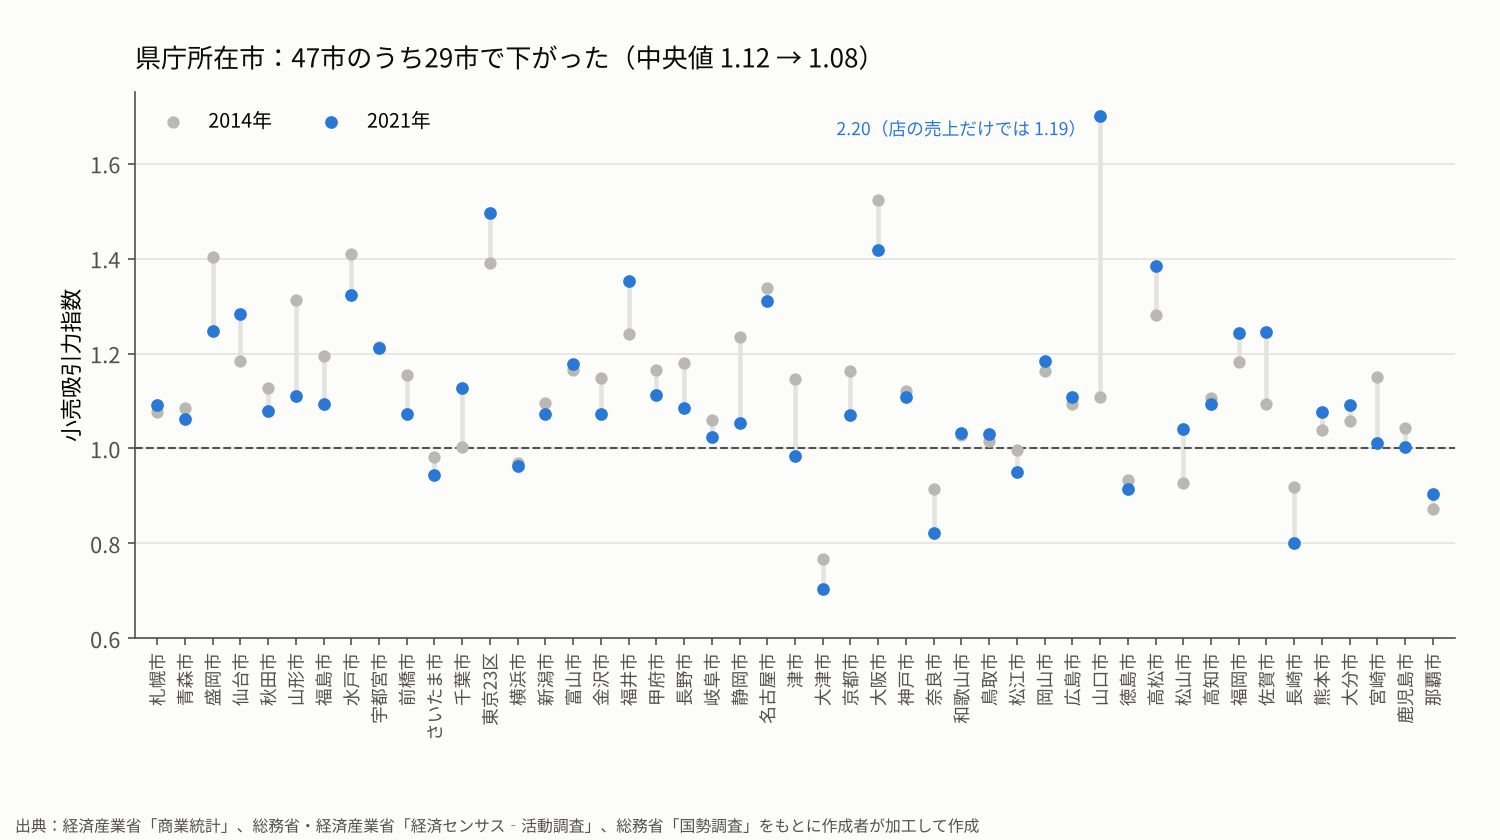 県庁所在市：47市のうち29市で下がった（中央値 1.12 → 1.08）
2014年
2021年
2.20（店の売上だけでは 1.19）
小売吸引力指数
1.6
1.4
1.2
1.0
0.8
0.6
札幌市
青森市
盛岡市
仙台市
秋田市
山形市
福島市
水戸市
宇都宮市
前橋市
さいたま市
千葉市
東京23区
横浜市
新潟市
富山市
金沢市
福井市
甲府市
長野市
岐阜市
静岡市
名古屋市
津市
大津市
京都市
大阪市
神戸市
奈良市
和歌山市
鳥取市
松江市
岡山市
広島市
山口市
徳島市
高松市
松山市
高知市
福岡市
佐賀市
長崎市
熊本市
大分市
宮崎市
鹿児島市
那覇市
出典：経済産業省「商業統計」、総務省・経済産業省「経済センサス‐活動調査」、総務省「国勢調査」をもとに作成者が加工して作成